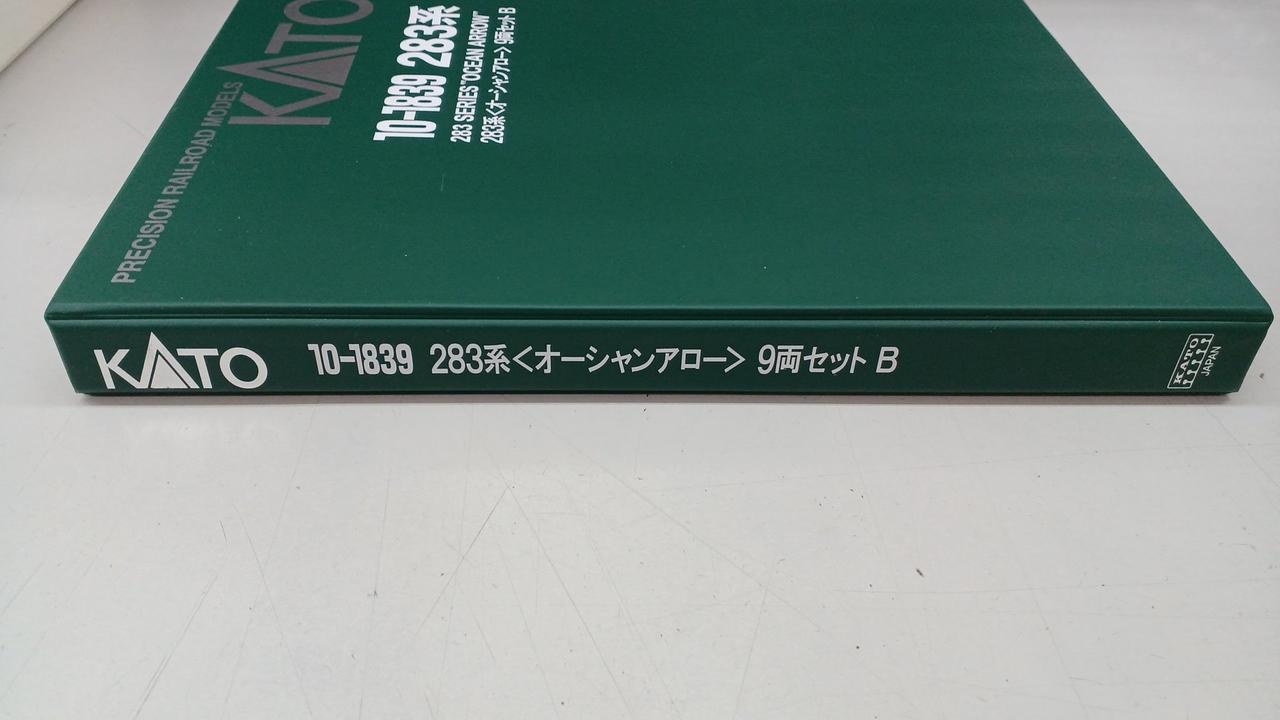 PRECISION RAILROAD MODELS
KATO
10-1839 283系
283 SERIES "OCEAN ARROW"
283系<オーシャンアロー> 9両セット B
KATO 10-1839 283系<オーシャンアロー> 9両セット B
KATO
JAPAN